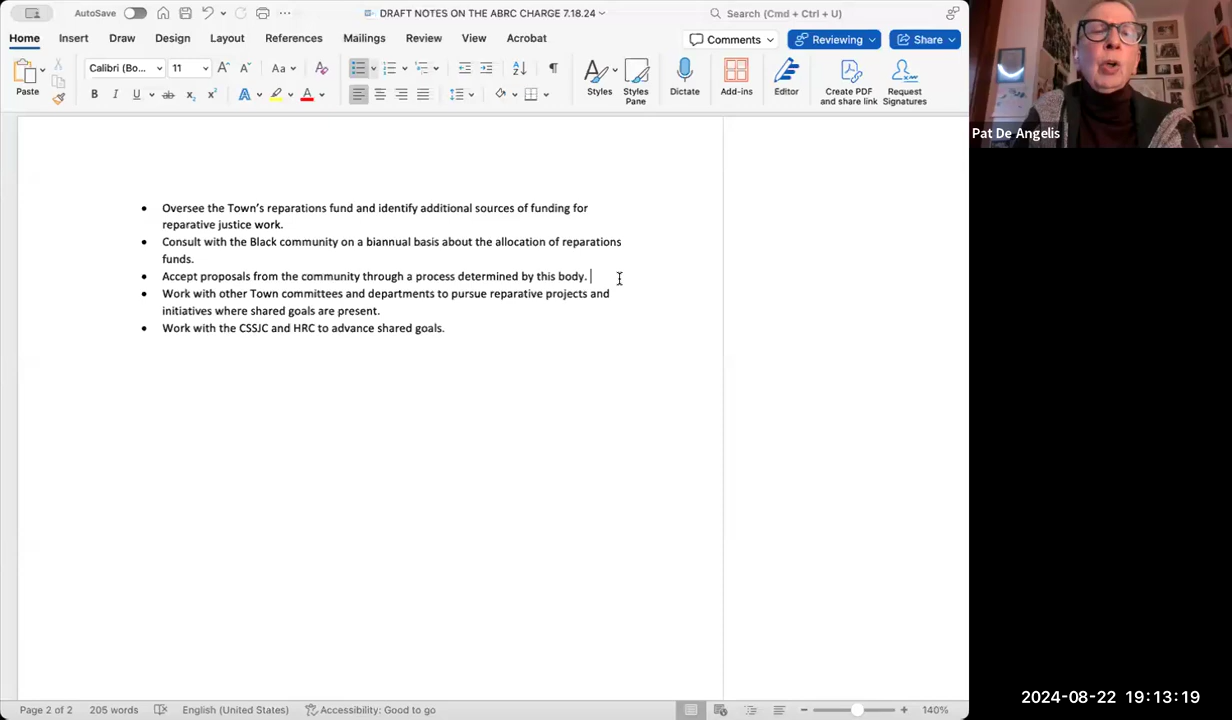 AutoSave
DRAFT NOTES ON THE ABRC CHARGE 7.18.24
Search (Cmd + Ctrl + U)
Home Insert Draw Design Layout References Mailings Review View Acrobat
Comments Reviewing Share
Paste
Calibri (Bo... 11
Styles
Styles Pane
Dictate
Add-ins
Editor
Create PDF and share link
Request Signatures
Pat De Angelis
• Oversee the Town's reparations fund and identify additional sources of funding for
reparative justice work.
• Consult with the Black community on a biannual basis about the allocation of reparations
funds.
• Accept proposals from the community through a process determined by this body.
• Work with other Town committees and departments to pursue reparative projects and
initiatives where shared goals are present.
• Work with the CSSJC and HRC to advance shared goals.
2024-08-22 19:13:19
Page 2 of 2 205 words English (United States) Accessibility: Good to go 140%